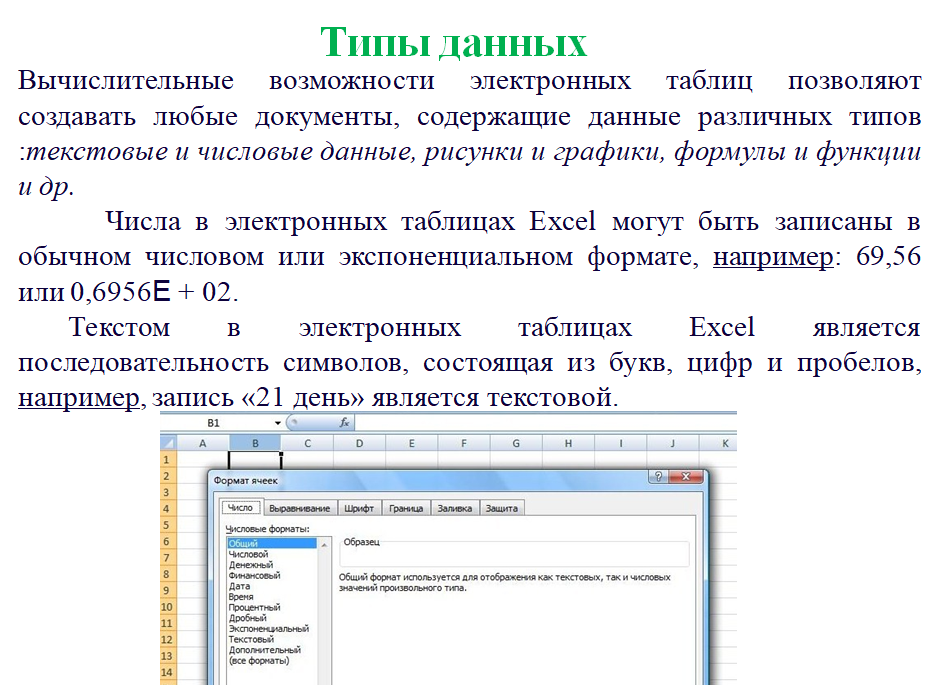 Типы данных
Вычислительные возможности электронных таблиц позволяют
создавать любые документы, содержащие данные различных типов
:текстовые и числовые данные, рисунки и графики, формулы и функции
и др.
Числа в электронных таблицах Excel могут быть записаны в
обычном числовом или экспоненциальном формате, например: 69,56
или 0,6956E + 02.
Текстом в электронных таблицах Excel является
последовательность символов, состоящая из букв, цифр и пробелов,
например, запись «21 день» является текстовой.
B1 fx
A B C D E F G H I J K
1
2
Формат ячеек ?
3
4
Число Выравнивание Шрифт Граница Заливка Защита
5
Числовые форматы:
6
Общий
Образец
Числовой
7
Денежный
8
Финансовый
Общий формат используется для отображения как текстовых, так и числовых
значений произвольного типа.
9
Дата
Время
10
Процентный
11
Дробный
Экспоненциальный
12
Текстовый
13
Дополнительный
(все форматы)
14